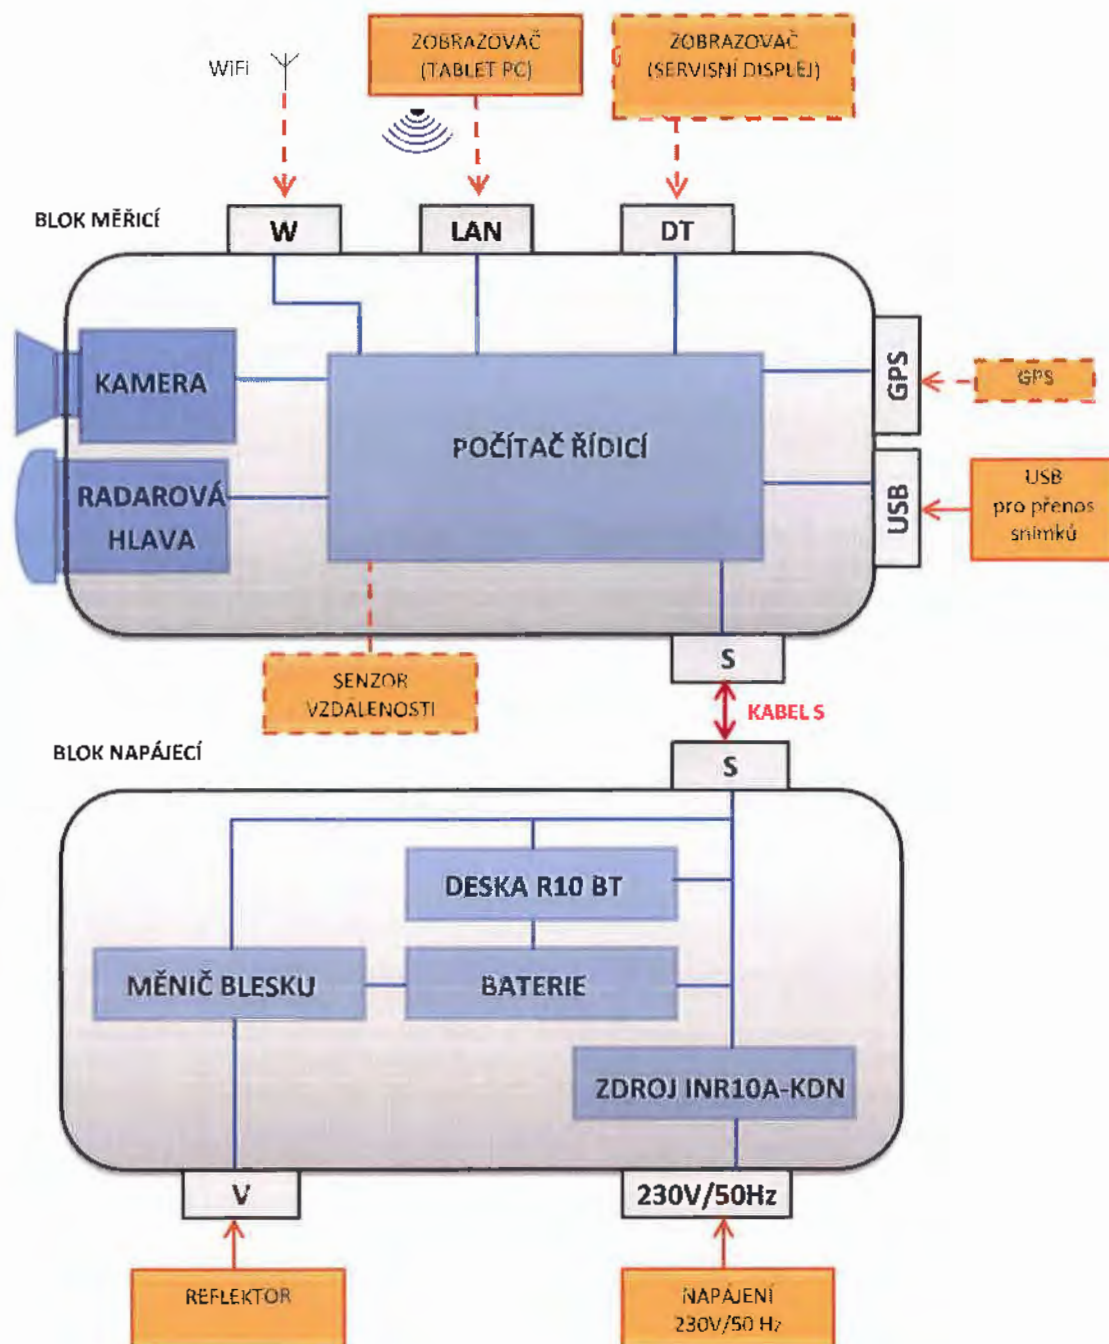 ZOBRAZOVAČ
(TABLET PC)
ZOBRAZOVAČ
(SERVISNÍ DISPLEJ)
WiFi
BLOK MĚŘICÍ
W
LAN
DT
KAMERA
POČÍTAČ ŘÍDICÍ
GPS
GPS
RADAROVÁ
HLAVA
USB
USB
pro přenos
snímků
S
SENZOR
VZDÁLENOSTI
KABEL S
BLOK NAPÁJECÍ
S
DESKA R10 BT
MĚNIČ BLESKU
BATERIE
ZDROJ INR10A-KDN
V
230V/50Hz
REFLEKTOR
NAPÁJENÍ
230V/50 Hz